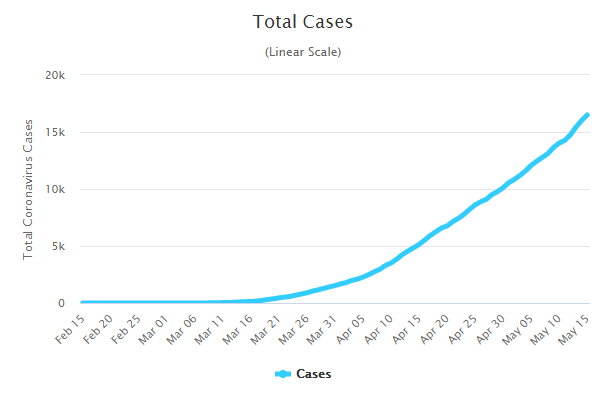 Total Cases
(Linear Scale)
Total Coronavirus Cases
20k
15k
10k
5k
0
Feb 15
Feb 20
Feb 25
Mar 01
Mar 06
Mar 11
Mar 16
Mar 21
Mar 26
Mar 31
Apr 05
Apr 10
Apr 15
Apr 20
Apr 25
Apr 30
May 05
May 10
May 15
Cases